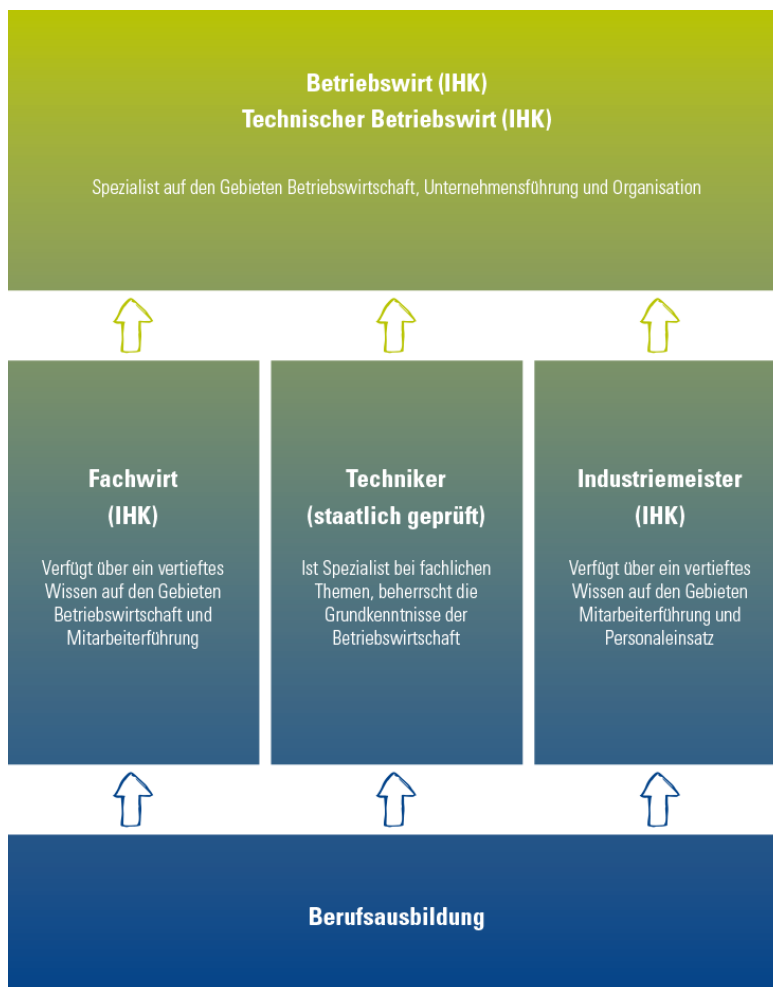 Betriebswirt (IHK)
Technischer Betriebswirt (IHK)
Spezialist auf den Gebieten Betriebswirtschaft, Unternehmensführung und Organisation
Fachwirt
(IHK)
Verfügt über ein vertieftes
Wissen auf den Gebieten
Betriebswirtschaft und
Mitarbeiterführung
Techniker
(staatlich geprüft)
Ist Spezialist bei fachlichen
Themen, beherrscht die
Grundkenntnisse der
Betriebswirtschaft
Industriemeister
(IHK)
Verfügt über ein vertieftes
Wissen auf den Gebieten
Mitarbeiterführung und
Personaleinsatz
Berufsausbildung